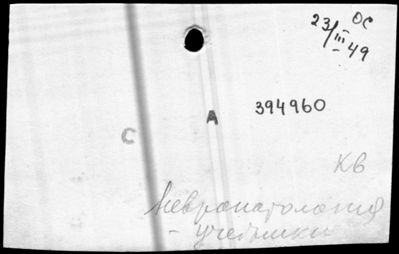 ОС
23/III-49
394960
А
С
КВ
Невропатология
- учебники